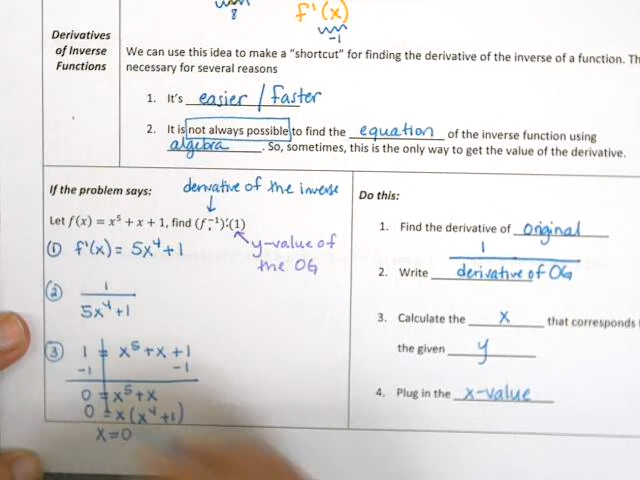 8
f'(x)
-1
Derivatives
of Inverse
Functions
We can use this idea to make a "shortcut" for finding the derivative of the inverse of a function. Th
necessary for several reasons
1. It's easier / faster
2. It is not always possible to find the equation of the inverse function using
algebra. So, sometimes, this is the only way to get the value of the derivative.
If the problem says:
derivative of the inverse
Let f(x) = x⁵ + x + 1, find (f⁻¹)'(1)
y-value of
the OG
① f'(x) = 5x⁴ + 1
② 1
5x⁴ + 1
③ 1 = x⁵ + x + 1
-1 -1
0 = x⁵ + x
0 = x(x⁴ + 1)
x = 0
Do this:
1. Find the derivative of original
1
2. Write derivative of OG
3. Calculate the x that corresponds
the given y
4. Plug in the x-value